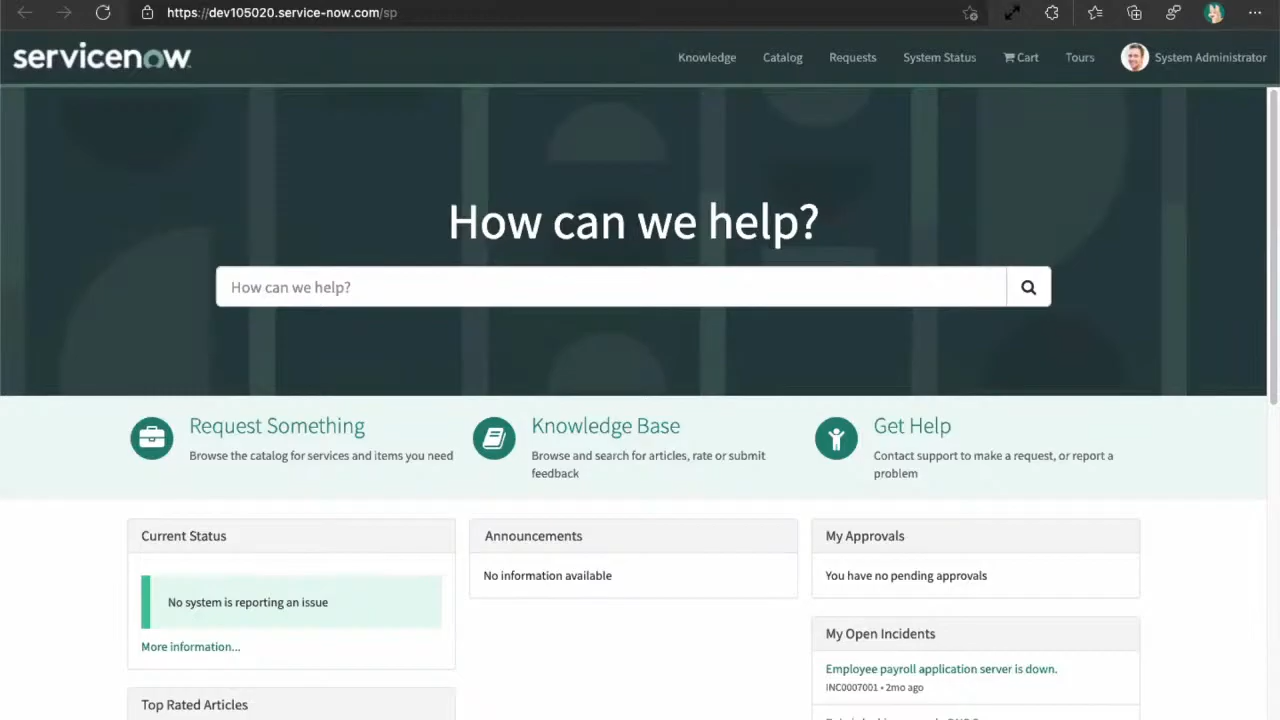 https://dev105020.service-now.com/sp
servicenow
Knowledge Catalog Requests System Status Cart Tours System Administrator
How can we help?
How can we help?
Request Something
Browse the catalog for services and items you need
Knowledge Base
Browse and search for articles, rate or submit
feedback
Get Help
Contact support to make a request, or report a
problem
Current Status
No system is reporting an issue
More information...
Top Rated Articles
Announcements
No information available
My Approvals
You have no pending approvals
My Open Incidents
Employee payroll application server is down.
INC0007001 • 2mo ago